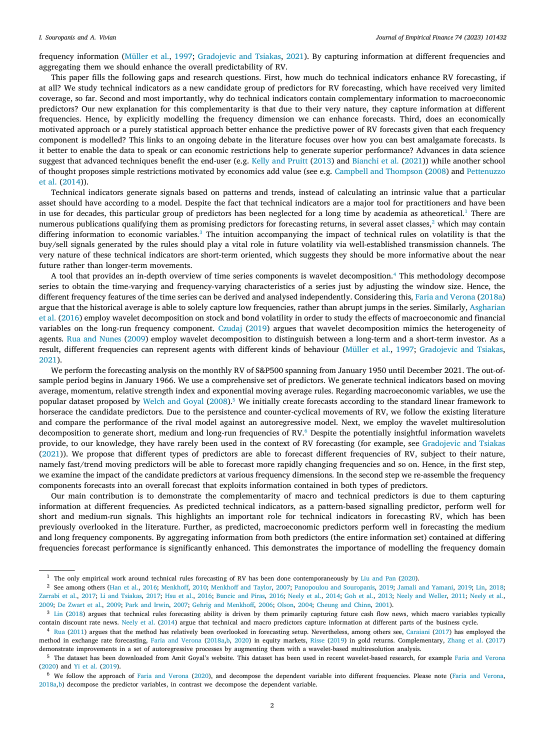 I. Souropanis and A. Vivian
Journal of Empirical Finance 74 (2023) 101432
frequency information (Müller et al., 1997; Gradojevic and Tsiakas, 2021). By capturing information at different frequencies and
aggregating them we should enhance the overall predictability of RV.
This paper fills the following gaps and research questions. First, how much do technical indicators enhance RV forecasting, if
at all? We study technical indicators as a new candidate group of predictors for RV forecasting, which have received very limited
coverage, so far. Second and most importantly, why do technical indicators contain complementary information to macroeconomic
predictors? Our new explanation for this complementarity is that due to their very nature, they capture information at different
frequencies. Hence, by explicitly modelling the frequency dimension we can enhance forecasts. Third, does an economically
motivated approach or a purely statistical approach better enhance the predictive power of RV forecasts given that each frequency
component is modelled? This links to an ongoing debate in the literature focuses over how you can best amalgamate forecasts. Is
it better to enable the data to speak or can economic restrictions help to generate superior performance? Advances in data science
suggest that advanced techniques benefit the end-user (e.g. Kelly and Pruitt (2013) and Bianchi et al. (2021)) while another school
of thought proposes simple restrictions motivated by economics add value (see e.g. Campbell and Thompson (2008) and Pettenuzzo
et al. (2014)).
Technical indicators generate signals based on patterns and trends, instead of calculating an intrinsic value that a particular
asset should have according to a model. Despite the fact that technical indicators are a major tool for practitioners and have been
in use for decades, this particular group of predictors has been neglected for a long time by academia as atheoretical.1 There are
numerous publications qualifying them as promising predictors for forecasting returns, in several asset classes,2 which may contain
differing information to economic variables.3 The intuition for forecasting the impact of technical rules on volatility is that the
buy/sell signals generated by the rules should play a vital role in future volatility via well-established transmission channels. The
very nature of these technical indicators are short-term oriented, which suggests they should be more informative about the near
future rather than longer-term movements.
A tool that provides an in-depth overview of time series components is wavelet decomposition.4 This methodology decompose
series to obtain the time-varying and frequency-varying characteristics of a series just by adjusting the window size. Hence, the
different frequency features of the time series can be derived and analysed independently. Considering this, Faria and Verona (2018a)
argue that the historical average is able to solely capture low frequencies, rather than abrupt jumps in the series. Similarly, Asgharian
et al. (2016) employ wavelet decomposition on stock and bond volatility in order to study the effects of macroeconomic and financial
variables on the long-run frequency component. Czudaj (2019) argues that wavelet decomposition mimics the heterogeneity of
agents. Rua and Nunes (2009) employ wavelet decomposition to distinguish between a long-term and a short-term investor. As a
result, different frequencies can represent agents with different kinds of behaviour (Müller et al., 1997; Gradojevic and Tsiakas,
2021).
We perform the forecasting analysis on the monthly RV of S&P500 spanning from January 1950 until December 2021. The out-of-
sample period begins in January 1966. We use a comprehensive set of predictors. We generate technical indicators based on moving
average, momentum, relative strength index and exponential moving average rules. Regarding macroeconomic variables, we use the
popular dataset proposed by Welch and Goyal (2008).5 We initially create forecasts according to the standard linear framework to
horserace the candidate predictors. Due to the persistence and counter-cyclical movements of RV, we follow the existing literature
and compare the performance of the rival model against an autoregressive model. Next, we employ the wavelet multiresolution
decomposition to generate short, medium and long-run frequencies of RV.6 Despite the potentially insightful information wavelets
provide, to our knowledge, they have rarely been used in the context of RV forecasting (for example, see Gradojevic and Tsiakas
(2021)). We propose that different types of predictors are able to forecast different frequencies of RV, subject to their nature,
namely fast/trend moving predictors will be able to forecast more rapidly changing frequencies and so on. Hence, in the first step,
we examine the impact of the candidate predictors at various frequency dimensions. In the second step we re-assemble the frequency
components forecasts into an overall forecast that exploits information contained in both types of predictors.
Our main contribution is to demonstrate the complementarity of macro and technical predictors is due to them capturing
information at different frequencies. As predicted technical indicators, as a pattern-based signalling predictor, perform well for
short and medium-run signals. This highlights an important role for technical indicators in forecasting RV, which has been
previously overlooked in the literature. Further, as predicted, macroeconomic predictors perform well in forecasting the medium
and long frequency components. By aggregating information from both predictors (the entire information set) contained at differing
frequencies forecast performance is significantly enhanced. This demonstrates the importance of modelling the frequency domain
1 The only empirical work around technical rules forecasting of RV has been done contemporaneously by Liu and Pan (2020).
2 See among others (Han et al., 2016; Menkhoff, 2010; Menkhoff and Taylor, 2007; Panopoulou and Souropanis, 2019; Jamali and Yamani, 2019; Lin, 2018;
Zarrabi et al., 2017; Li and Tsiakas, 2017; Hsu et al., 2016; Buncic and Piras, 2016; Neely et al., 2014; Goh et al., 2013; Neely and Weller, 2011; Neely et al.,
2009; De Zwart et al., 2009; Park and Irwin, 2007; Gehrig and Menkhoff, 2006; Olson, 2004; Cheung and Chinn, 2001).
3 Lin (2018) argues that technical rules forecasting ability is driven by them primarily capturing future cash flow news, which macro variables typically
contain discount rate news. Neely et al. (2014) argue that technical and macro predictors capture information at different parts of the business cycle.
4 Rua (2011) argues that the method has relatively been overlooked in forecasting setup. Nevertheless, among others see, Caraiani (2017) has employed the
method in exchange rate forecasting, Faria and Verona (2018a,b, 2020) in equity markets, Risse (2019) in gold returns. Complementary, Zhang et al. (2017)
demonstrate improvements in a set of autoregressive processes by augmenting them with a wavelet-based multiresolution analysis.
5 The dataset has been downloaded from Amit Goyal's website. This dataset has been used in recent wavelet-based research, for example Faria and Verona
(2020) and Yi et al. (2019).
6 We follow the approach of Faria and Verona (2020), and decompose the dependent variable into different frequencies. Please note (Faria and Verona,
2018a,b) decompose the predictor variables, in contrast we decompose the dependent variable.
2